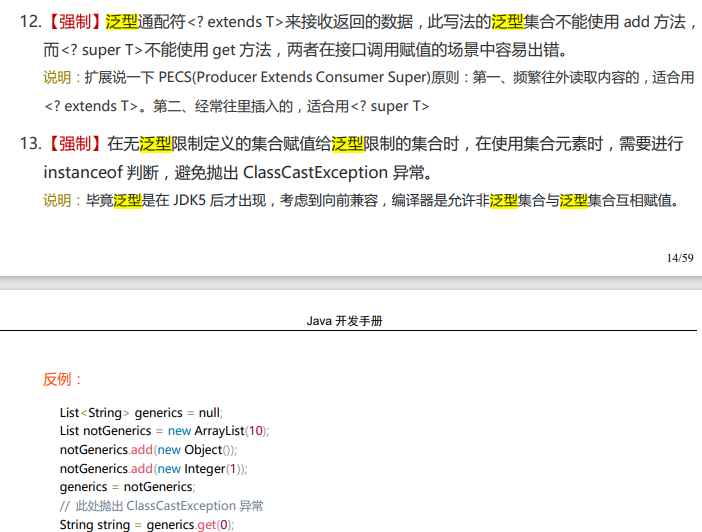 12.【强制】泛型通配符<? extends T>来接收返回的数据，此写法的泛型集合不能使用 add 方法，
而<? super T>不能使用 get 方法，两者在接口调用赋值的场景中容易出错。
说明：扩展说一下 PECS(Producer Extends Consumer Super)原则：第一、频繁往外读取内容的，适合用
<? extends T>。第二、经常往里插入的，适合用<? super T>
13.【强制】在无泛型限制定义的集合赋值给泛型限制的集合时，在使用集合元素时，需要进行
instanceof 判断，避免抛出 ClassCastException 异常。
说明：毕竟泛型是在 JDK5 后才出现，考虑到向前兼容，编译器是允许非泛型集合与泛型集合互相赋值。
14/59
Java 开发手册
反例：
List<String> generics = null;
List notGenerics = new ArrayList(10);
notGenerics.add(new Object());
notGenerics.add(new Integer(1));
generics = notGenerics;
// 此处抛出 ClassCastException 异常
String string = generics.get(0);